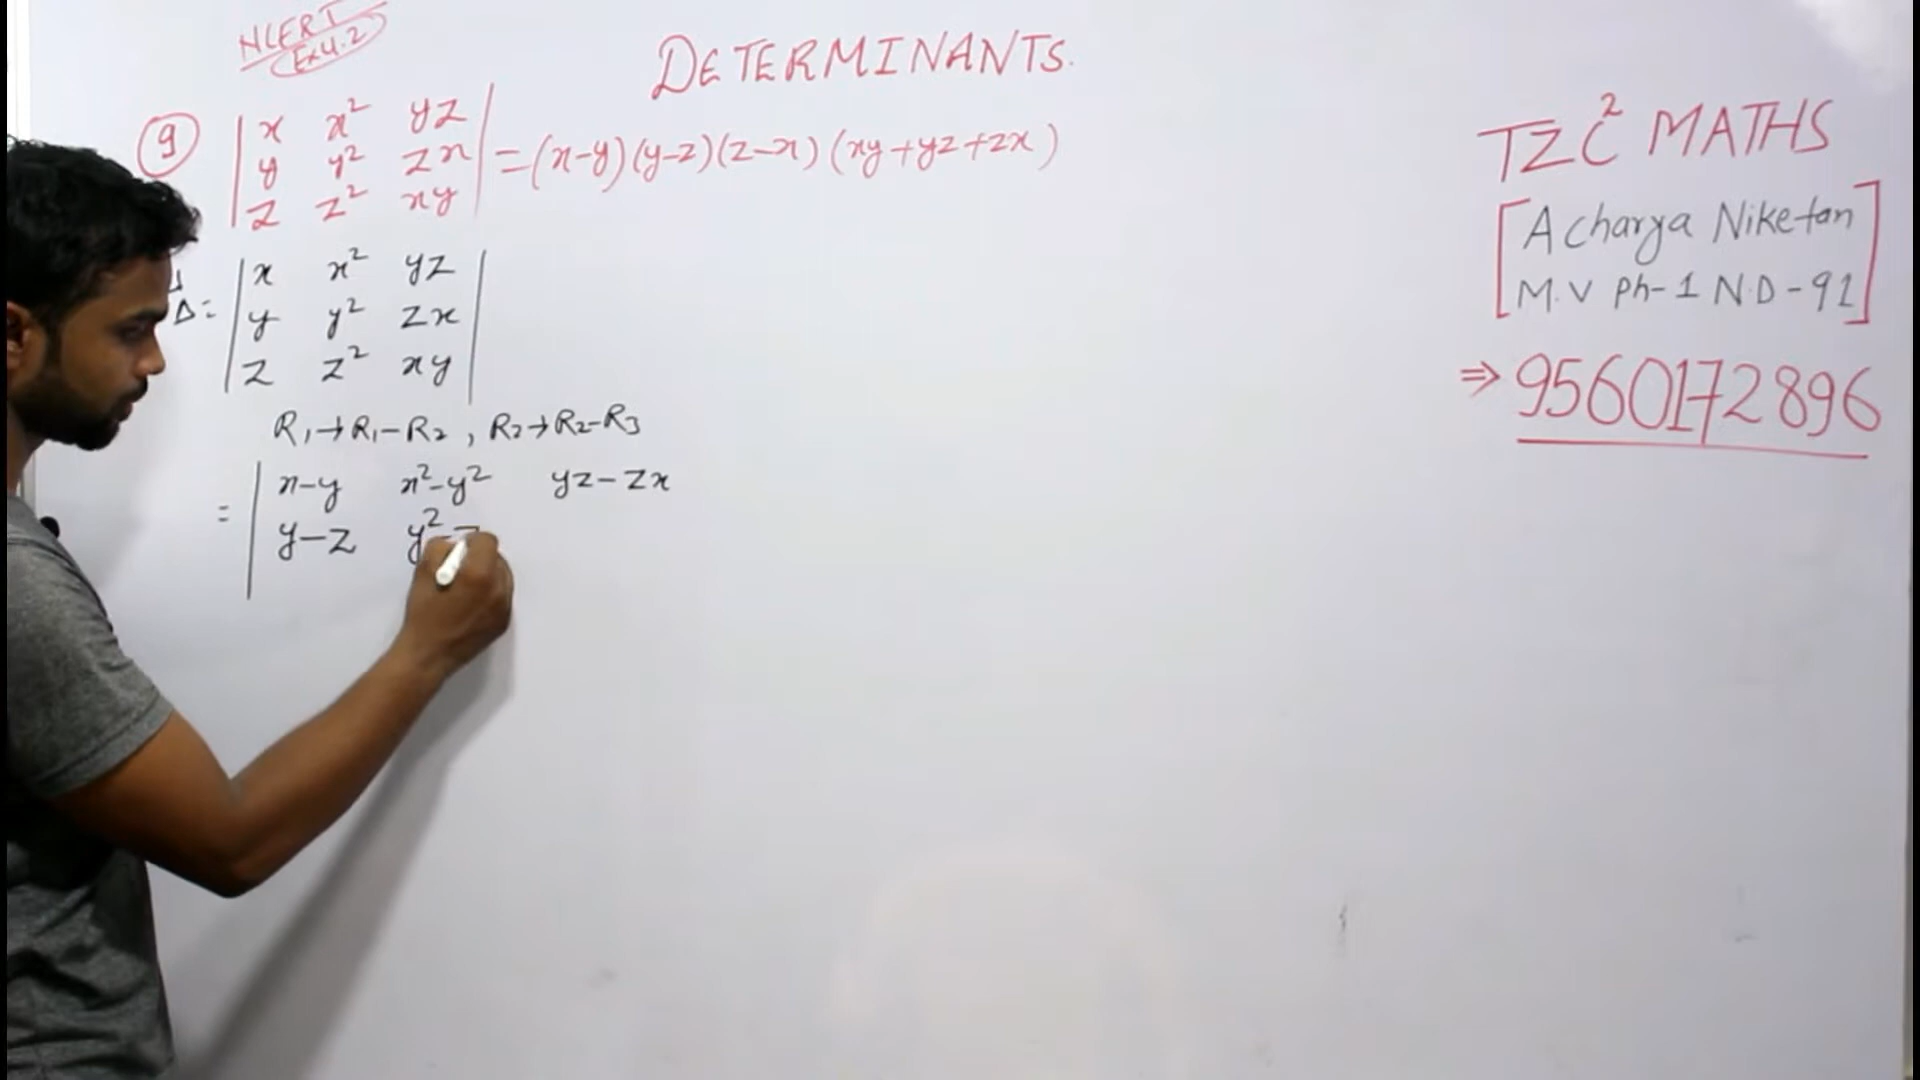 NCERT
Ex 4.2
DETERMINANTS.
9
| x x² yz |
| y y² zx | = (x-y)(y-z)(z-x)(xy+yz+zx)
| z z² xy |
TZC² MATHS
[Acharya Niketan
M.V Ph-1 N.D-91]
⇒ 9560172896
| x x² yz |
Δ= | y y² zx |
| z z² xy |
R₁→R₁-R₂, R₂→R₂-R₃
= | x-y x²-y² yz-zx
y-z y²-